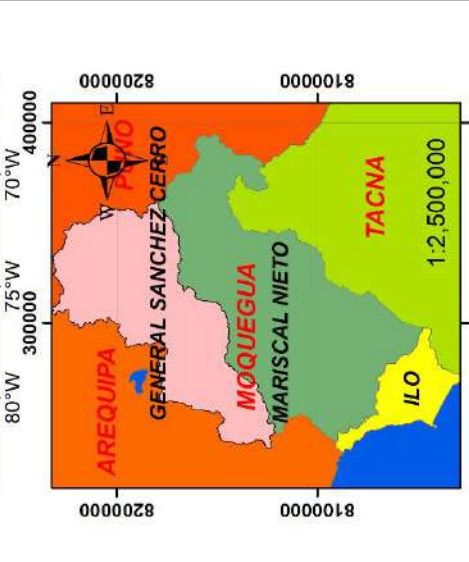 80°W 75°W 70°W
300000 400000
8200000 8200000
8100000 8100000
N
W E
PUNO
AREQUIPA
GENERAL SANCHEZ CERRO
MOQUEGUA
MARISCAL NIETO
TACNA
ILO
1:2,500,000